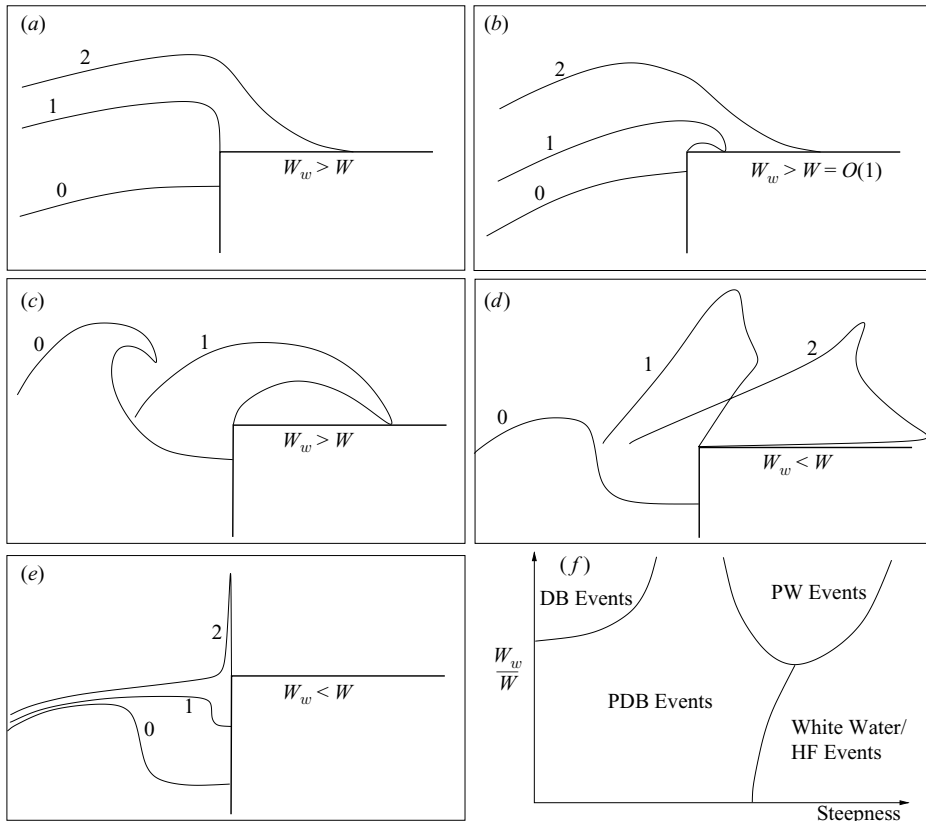 (a)
2
1
0
W_w > W
(b)
2
1
0
W_w > W = O(1)
(c)
0
1
W_w > W
(d)
0
1
2
W_w < W
(e)
2
1
0
W_w < W
(f)
DB Events
PW Events
W_w
W
PDB Events
White Water/
HF Events
Steepness